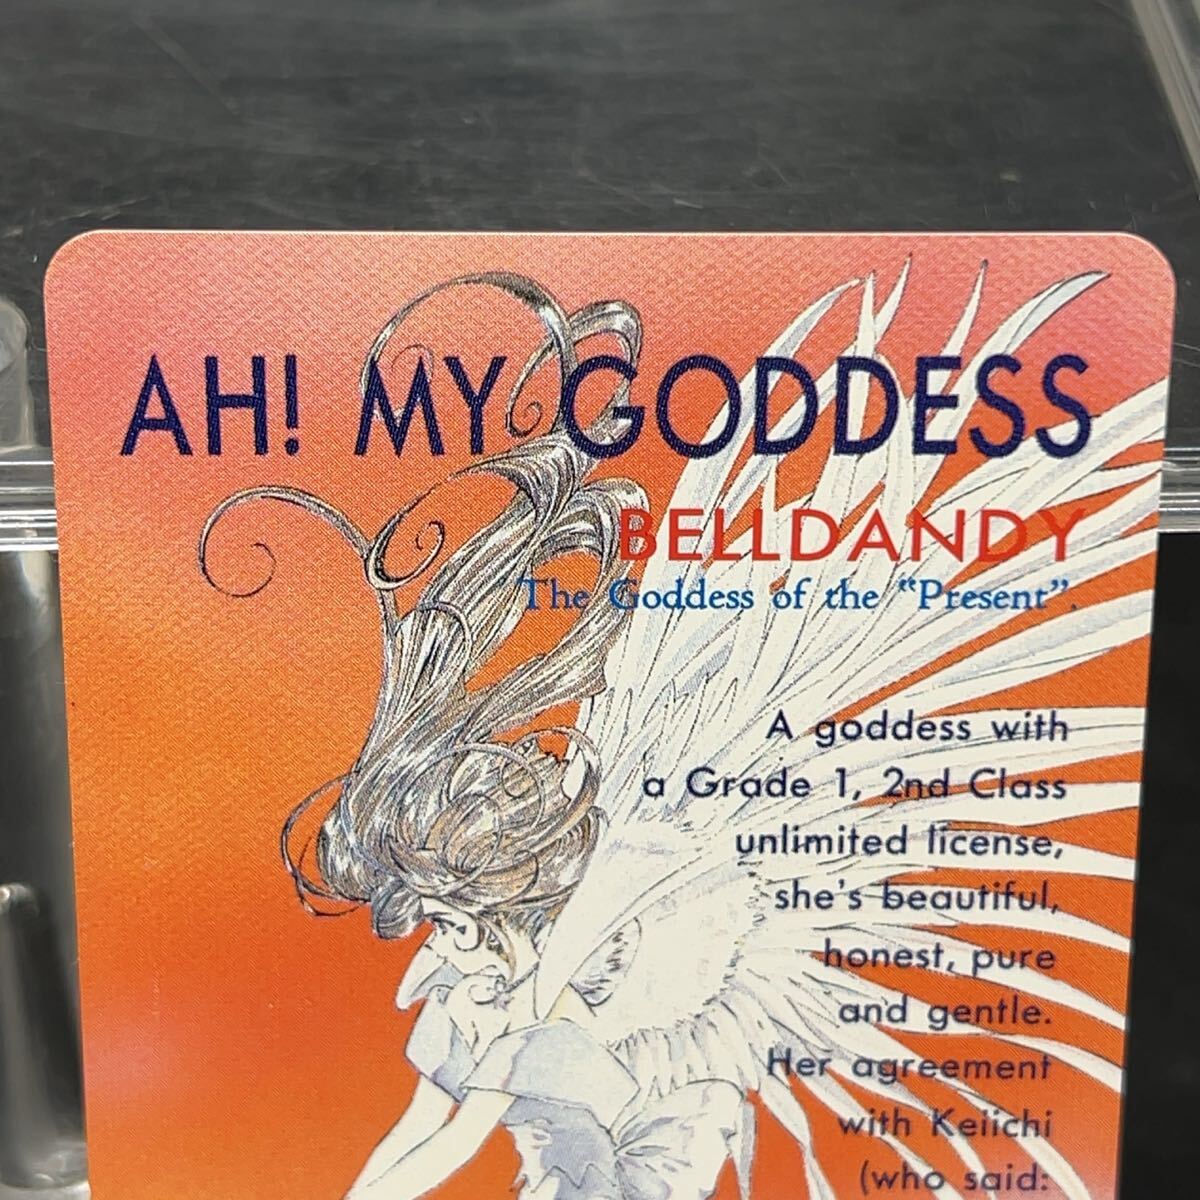 AH! MY GODDESS
BELLDANDY
The Goddess of the “Present”.
A goddess with
a Grade 1, 2nd Class
unlimited license,
she's beautiful,
honest, pure
and gentle.
Her agreement
with Keiichi
(who said: